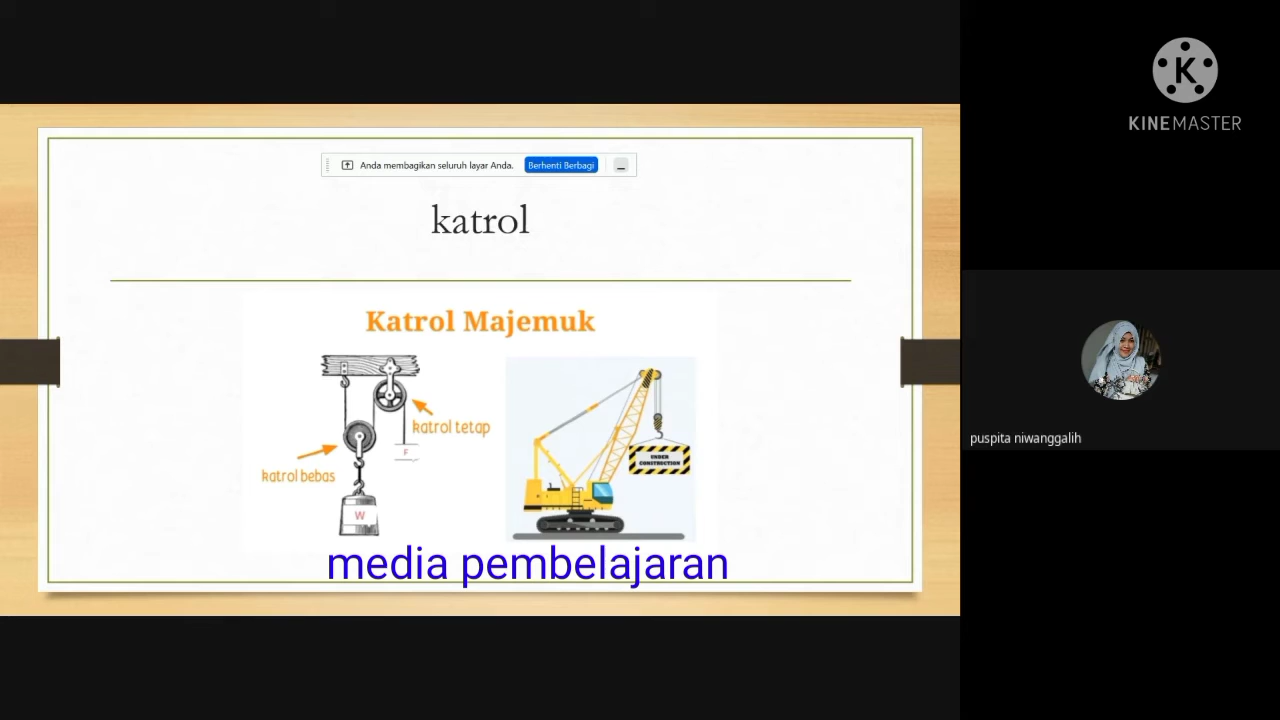 Anda membagikan seluruh layar Anda.
Berhenti Berbagi
katrol
Katrol Majemuk
katrol tetap
F
katrol bebas
W
UNDER
CONSTRUCTION
media pembelajaran
K
KINEMASTER
puspita niwanggalih